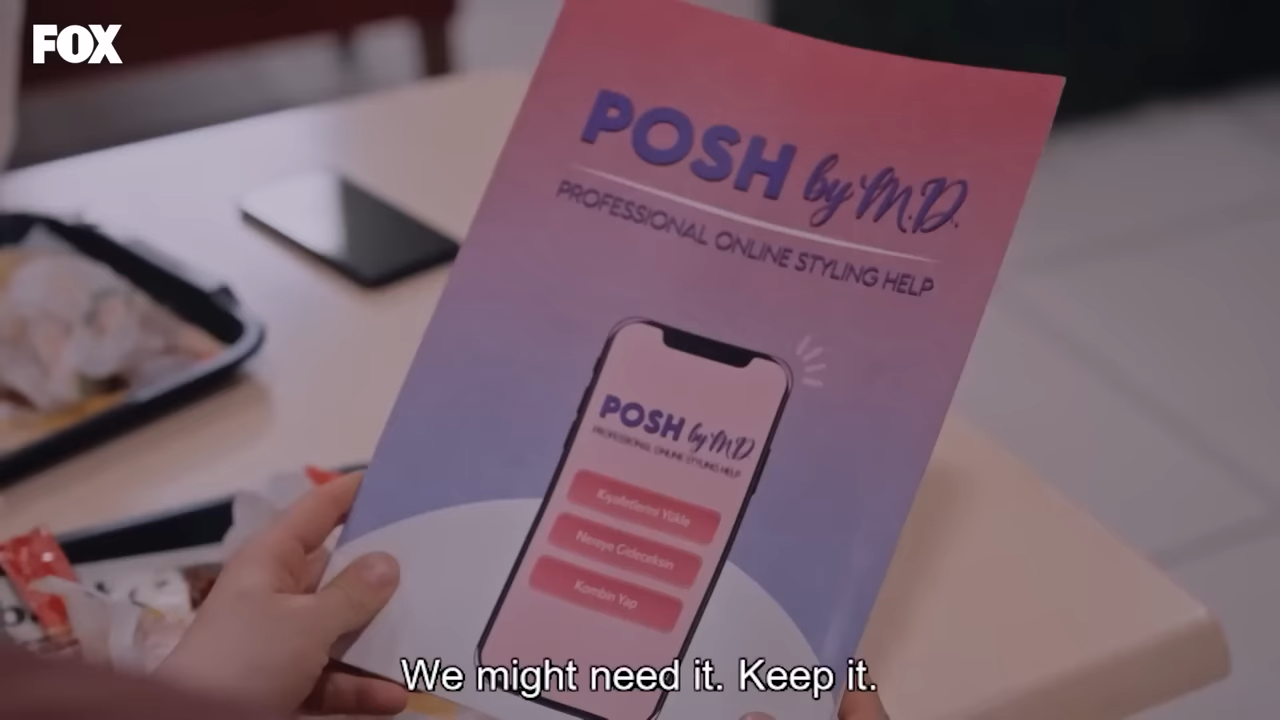 FOX
POSH by M.D.
PROFESSIONAL ONLINE STYLING HELP
POSH by M.D
PROFESSIONAL ONLINE STYLING HELP
Kıyafetlerini Yükle
Nereye Gideceksin
Kombin Yap
We might need it. Keep it.